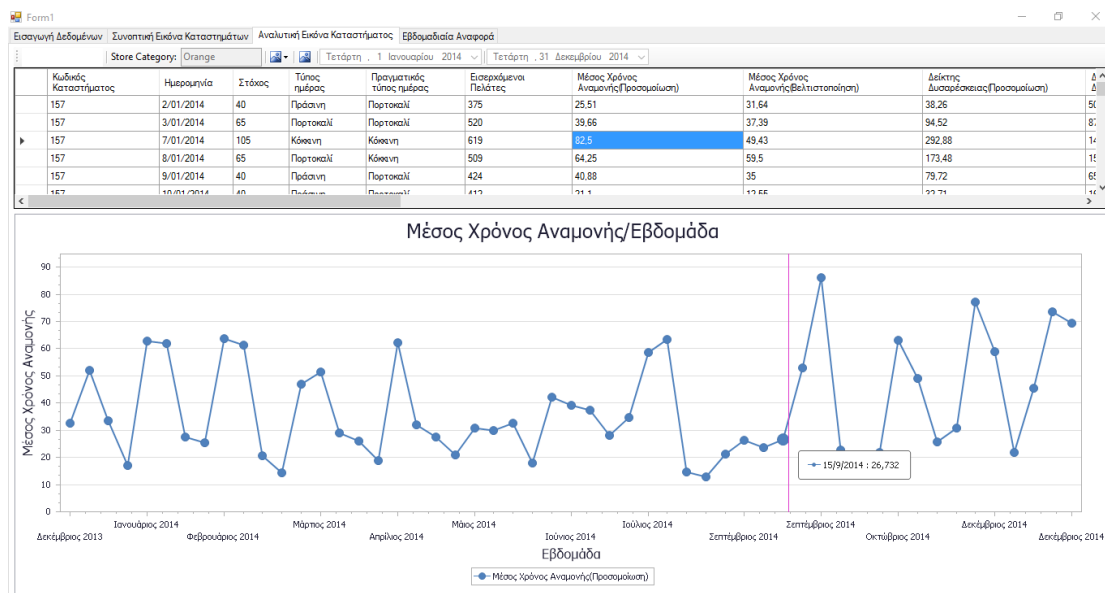 Form1
Εισαγωγή Δεδομένων Συνοπτική Εικόνα Καταστημάτων Αναλυτική Εικόνα Καταστήματος Εβδομαδιαία Αναφορά
Store Category: Orange Τετάρτη , 1 Ιανουαρίου 2014 Τετάρτη , 31 Δεκεμβρίου 2014
Κωδικός Καταστήματος Ημερομηνία Στόχος Τύπος ημέρας Πραγματικός τύπος ημέρας Εισερχόμενοι Πελάτες Μέσος Χρόνος Αναμονής(Προσομοίωση) Μέσος Χρόνος Αναμονής(Βελτιστοποίηση) Δείκτης Δυσαρέσκειας(Προσομοίωση)
157 2/01/2014 40 Πράσινη Πορτοκαλί 375 25,51 31,64 38,26
157 3/01/2014 65 Πορτοκαλί Πορτοκαλί 520 39,66 37,39 94,52
157 7/01/2014 105 Κόκκινη Κόκκινη 619 82,5 49,43 292,88
157 8/01/2014 65 Πορτοκαλί Κόκκινη 509 64,25 59,5 173,48
157 9/01/2014 40 Πράσινη Πορτοκαλί 424 40,88 35 79,72
157 10/01/2014 40 Πράσινη Πορτοκαλί 412
Μέσος Χρόνος Αναμονής/Εβδομάδα
Μέσος Χρόνος Αναμονής
90
80
70
60
50
40
30
20
10
0
15/9/2014 : 26,732
Ιανουάριος 2014 Μάρτιος 2014 Μάιος 2014 Ιούλιος 2014 Σεπτέμβριος 2014 Δεκέμβριος 2014
Δεκέμβριος 2013 Φεβρουάριος 2014 Απρίλιος 2014 Ιούνιος 2014 Σεπτέμβριος 2014 Οκτώβριος 2014 Δεκέμβριος 2014
Εβδομάδα
Μέσος Χρόνος Αναμονής(Προσομοίωση)